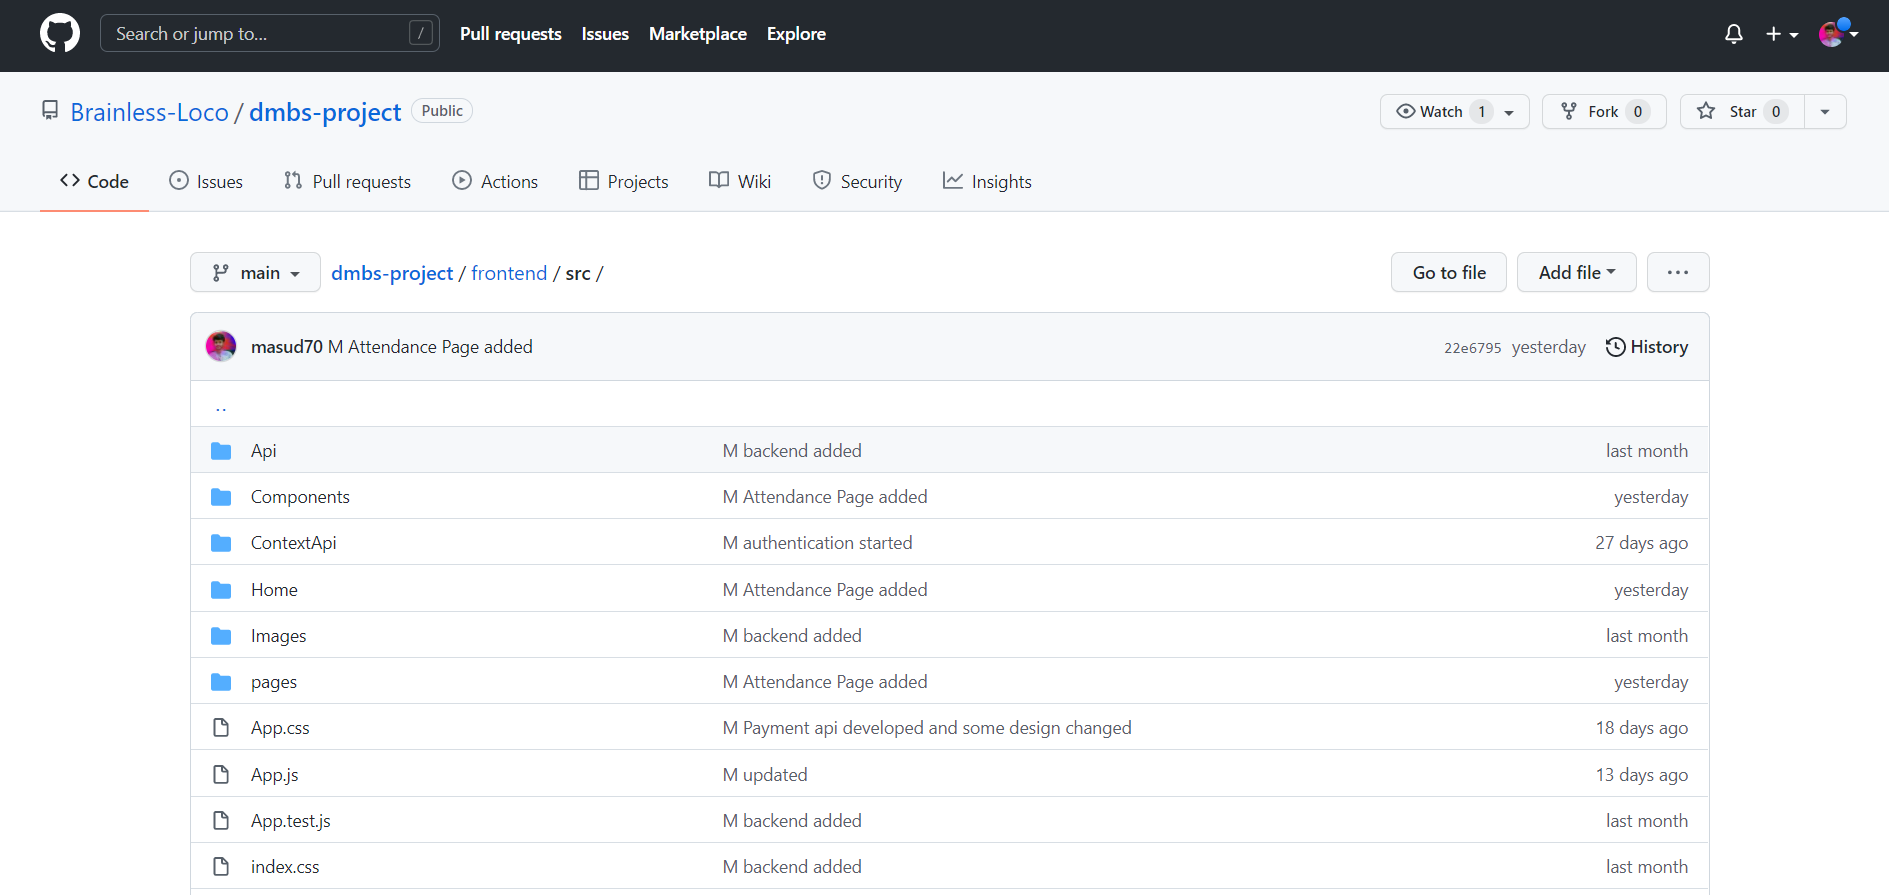 Search or jump to... / Pull requests Issues Marketplace Explore
Brainless-Loco / dmbs-project Public Watch 1 Fork 0 Star 0
Code Issues Pull requests Actions Projects Wiki Security Insights
main dmbs-project / frontend / src / Go to file Add file ...
masud70 M Attendance Page added 22e6795 yesterday History
..
Api M backend added last month
Components M Attendance Page added yesterday
ContextApi M authentication started 27 days ago
Home M Attendance Page added yesterday
Images M backend added last month
pages M Attendance Page added yesterday
App.css M Payment api developed and some design changed 18 days ago
App.js M updated 13 days ago
App.test.js M backend added last month
index.css M backend added last month